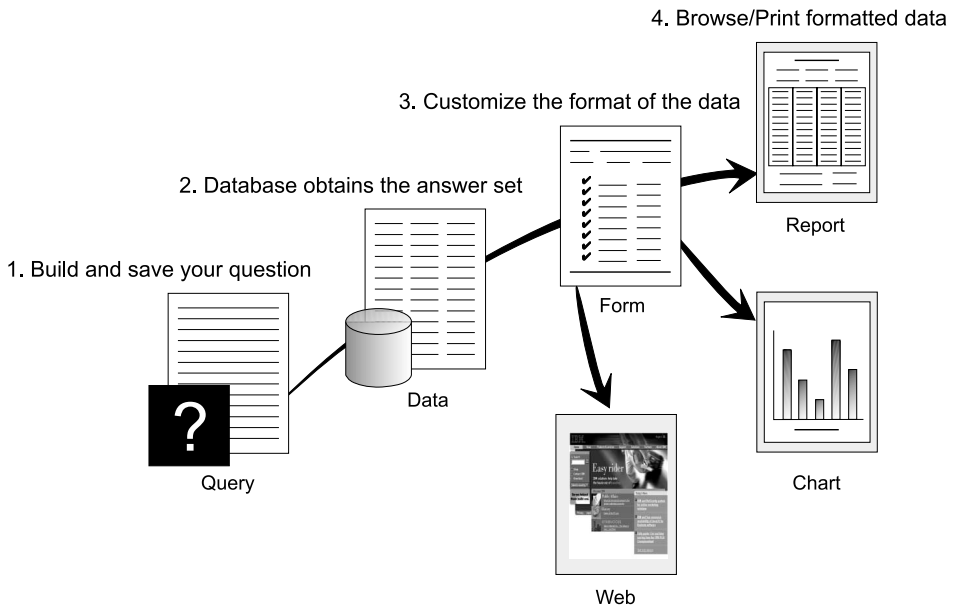 4. Browse/Print formatted data
3. Customize the format of the data
2. Database obtains the answer set
1. Build and save your question
Report
Form
Data
?
Query
Chart
IBM
Easy rider
Web